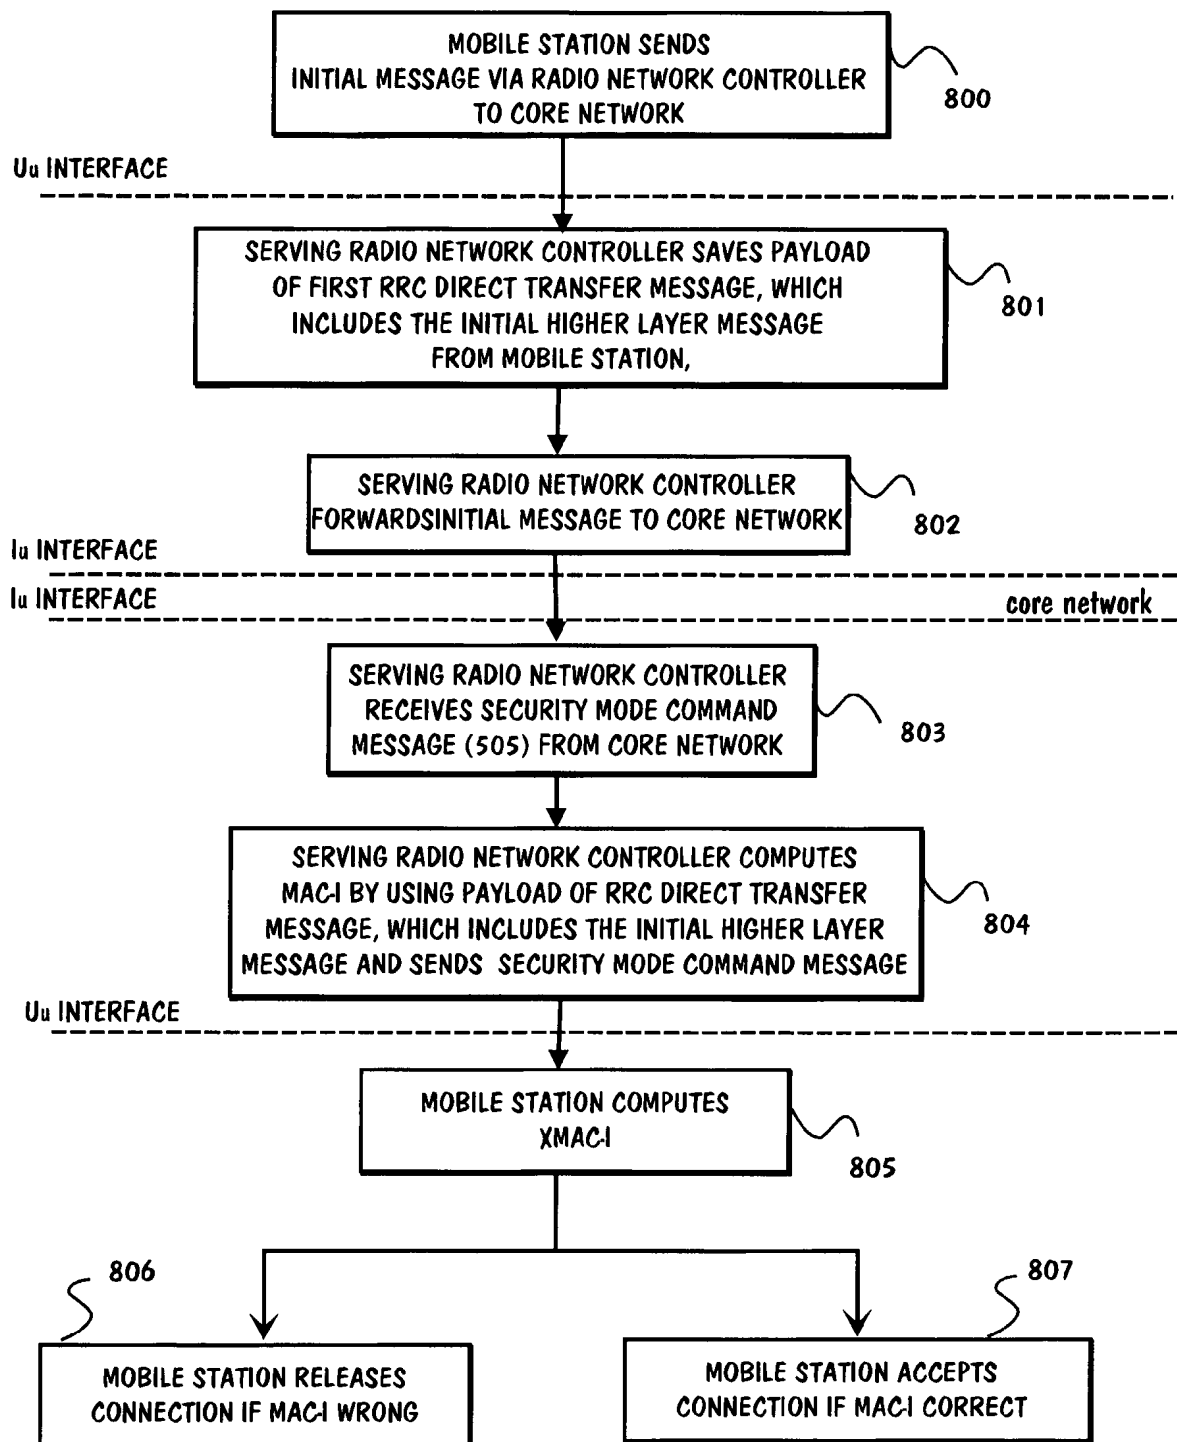 MOBILE STATION SENDS
INITIAL MESSAGE VIA RADIO NETWORK CONTROLLER
TO CORE NETWORK
800
Uu INTERFACE
SERVING RADIO NETWORK CONTROLLER SAVES PAYLOAD
OF FIRST RRC DIRECT TRANSFER MESSAGE, WHICH
INCLUDES THE INITIAL HIGHER LAYER MESSAGE
FROM MOBILE STATION,
801
SERVING RADIO NETWORK CONTROLLER
FORWARDSINITIAL MESSAGE TO CORE NETWORK
802
Iu INTERFACE
Iu INTERFACE
core network
SERVING RADIO NETWORK CONTROLLER
RECEIVES SECURITY MODE COMMAND
MESSAGE (505) FROM CORE NETWORK
803
SERVING RADIO NETWORK CONTROLLER COMPUTES
MAC-I BY USING PAYLOAD OF RRC DIRECT TRANSFER
MESSAGE, WHICH INCLUDES THE INITIAL HIGHER LAYER
MESSAGE AND SENDS SECURITY MODE COMMAND MESSAGE
804
Uu INTERFACE
MOBILE STATION COMPUTES
XMAC-I
805
806
MOBILE STATION RELEASES
CONNECTION IF MAC-I WRONG
807
MOBILE STATION ACCEPTS
CONNECTION IF MAC-I CORRECT